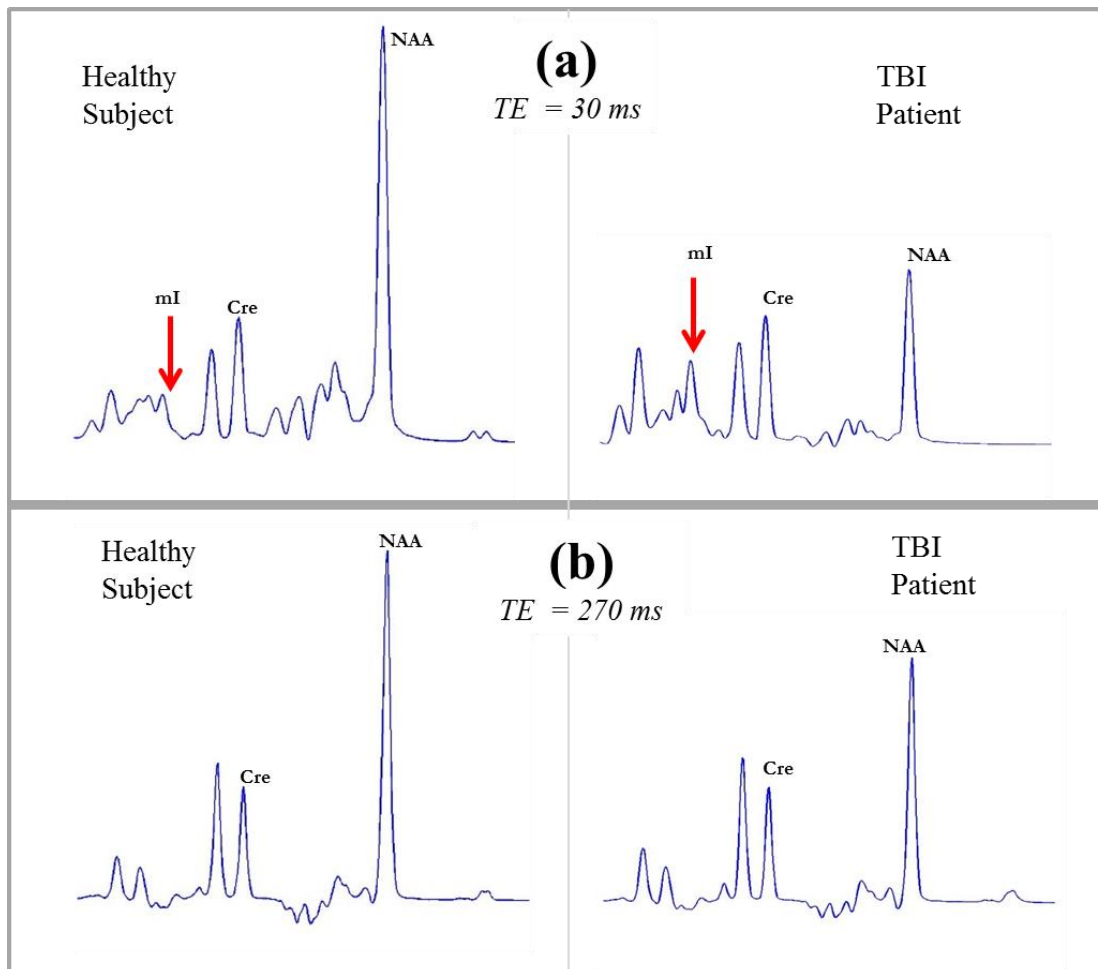 Healthy
Subject
NAA
(a)
TE = 30 ms
TBI
Patient
mI
Cre
mI
Cre
NAA
Healthy
Subject
NAA
(b)
TE = 270 ms
TBI
Patient
Cre
Cre
NAA